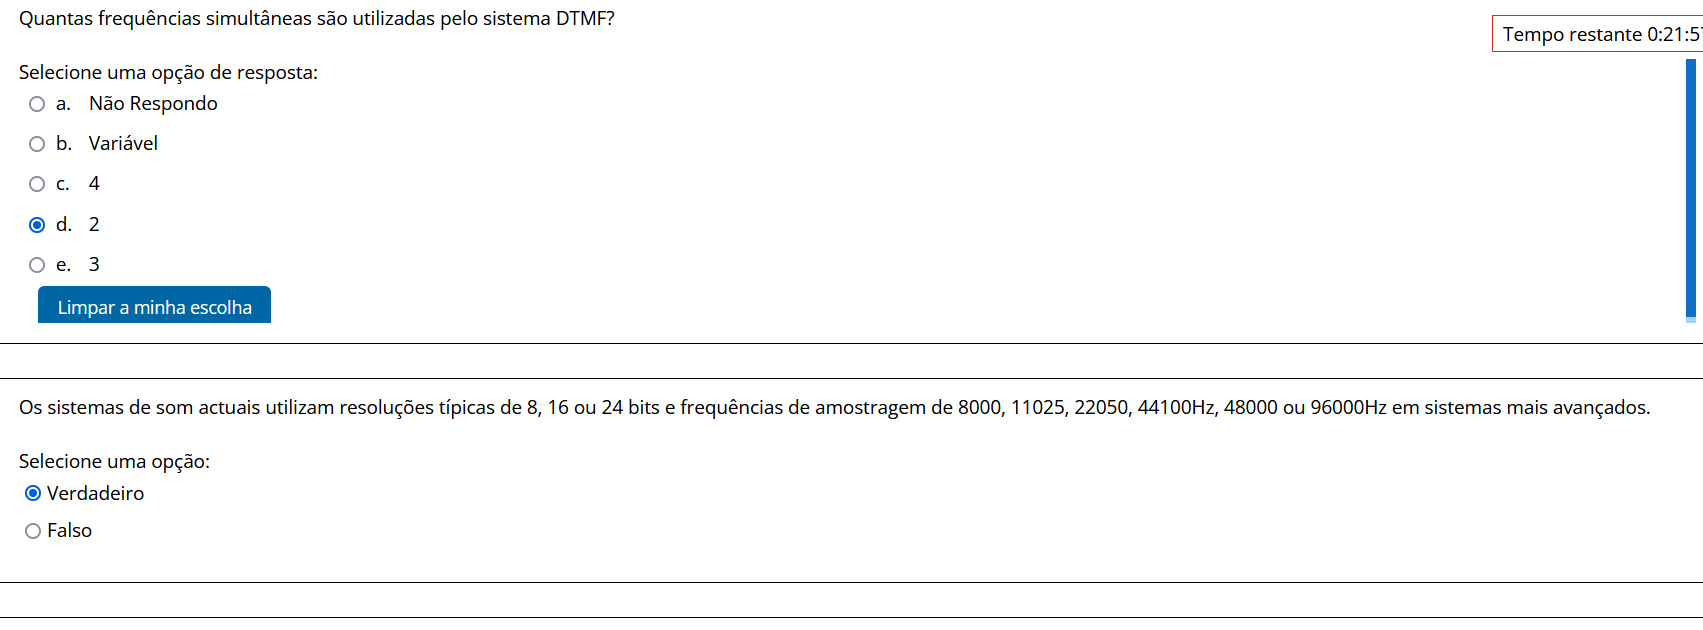 Quantas frequências simultâneas são utilizadas pelo sistema DTMF?
Tempo restante 0:21:5
Selecione uma opção de resposta:
a. Não Respondo
b. Variável
c. 4
d. 2
e. 3
Limpar a minha escolha
Os sistemas de som actuais utilizam resoluções típicas de 8, 16 ou 24 bits e frequências de amostragem de 8000, 11025, 22050, 44100Hz, 48000 ou 96000Hz em sistemas mais avançados.
Selecione uma opção:
Verdadeiro
Falso